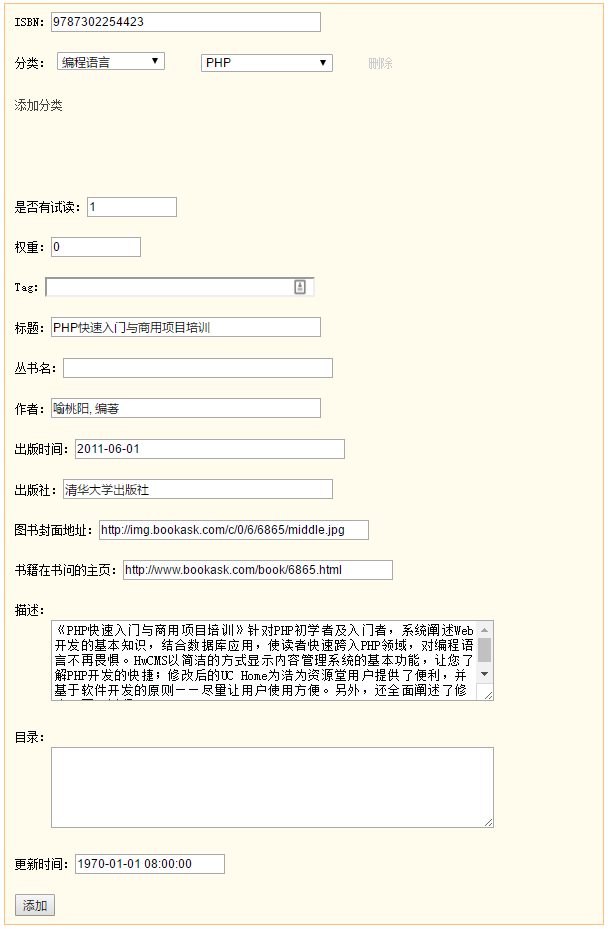 ISBN: 9787302254423
分类: 编程语言 PHP 删除
添加分类
是否有试读: 1
权重: 0
Tag:
标题: PHP快速入门与商用项目培训
丛书名:
作者: 喻桃阳, 编著
出版时间: 2011-06-01
出版社: 清华大学出版社
图书封面地址: http://img.bookask.com/c/0/6/6865/middle.jpg
书籍在书问的主页: http://www.bookask.com/book/6865.html
描述:
《PHP快速入门与商用项目培训》针对PHP初学者及入门者，系统阐述Web
开发的基本知识，结合数据库应用，使读者快速跨入PHP领域，对编程语
言不再畏惧。HwCMS以简洁的方式显示内容管理系统的基本功能，让您了
解PHP开发的快捷；修改后的UC Home为浩为资源堂用户提供了便利，并
基于软件开发的原则——尽量让用户使用方便。另外，还全面阐述了修
目录:
更新时间: 1970-01-01 08:00:00
添加